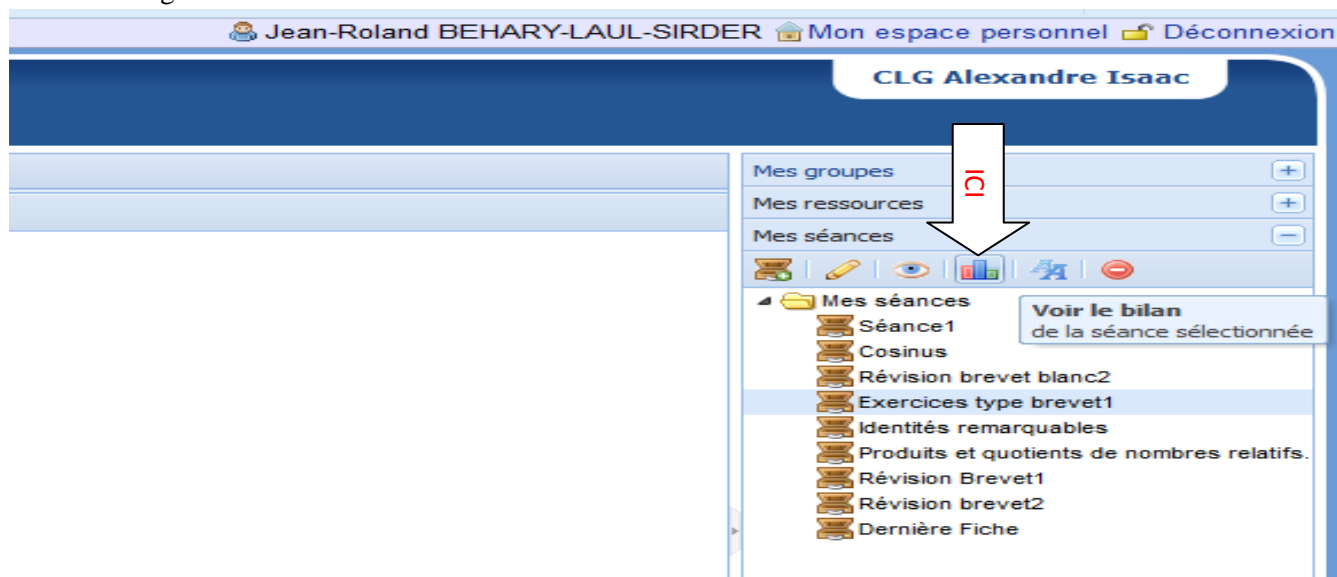 Jean-Roland BEHARY-LAUL-SIRDER Mon espace personnel Déconnexion
CLG Alexandre Isaac
Mes groupes
ICI
Mes ressources
Mes séances
Mes séances
Voir le bilan
de la séance sélectionnée
Séance1
Cosinus
Révision brevet blanc2
Exercices type brevet1
Identités remarquables
Produits et quotients de nombres relatifs.
Révision Brevet1
Révision brevet2
Dernière Fiche